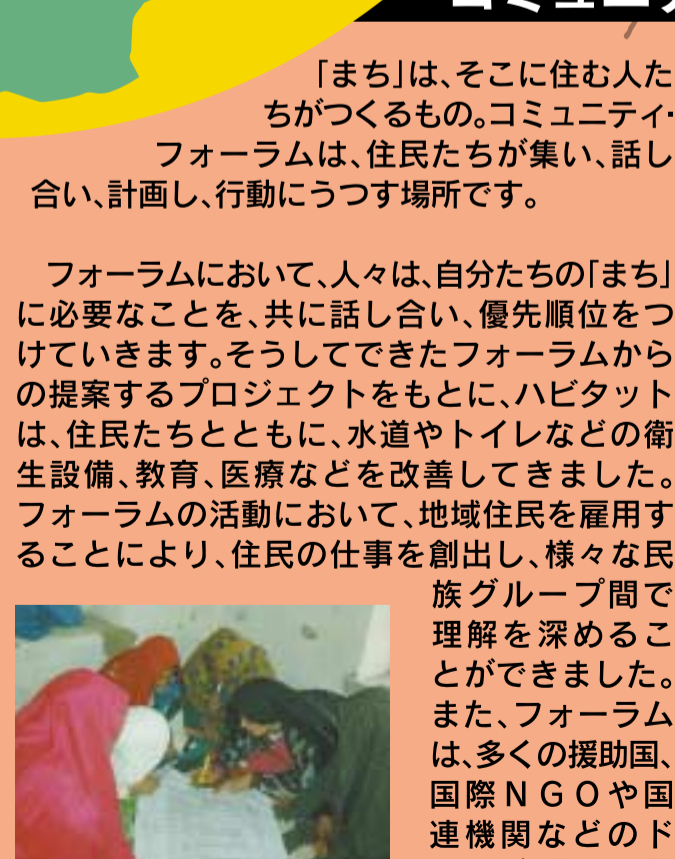 コミュニテ
「まち」は、そこに住む人た
ちがつくるもの。コミュニティ・
フォーラムは、住民たちが集い、話し
合い、計画し、行動にうつす場所です。
フォーラムにおいて、人々は、自分たちの「まち」
に必要なことを、共に話し合い、優先順位をつ
けていきます。そうしてできたフォーラムから
の提案するプロジェクトをもとに、ハビタット
は、住民たちとともに、水道やトイレなどの衛
生設備、教育、医療などを改善してきました。
フォーラムの活動において、地域住民を雇用す
ることにより、住民の仕事を創出し、様々な民
族グループ間で
理解を深めるこ
とができました。
また、フォーラム
は、多くの援助国、
国際ＮＧＯや国
連機関などのド